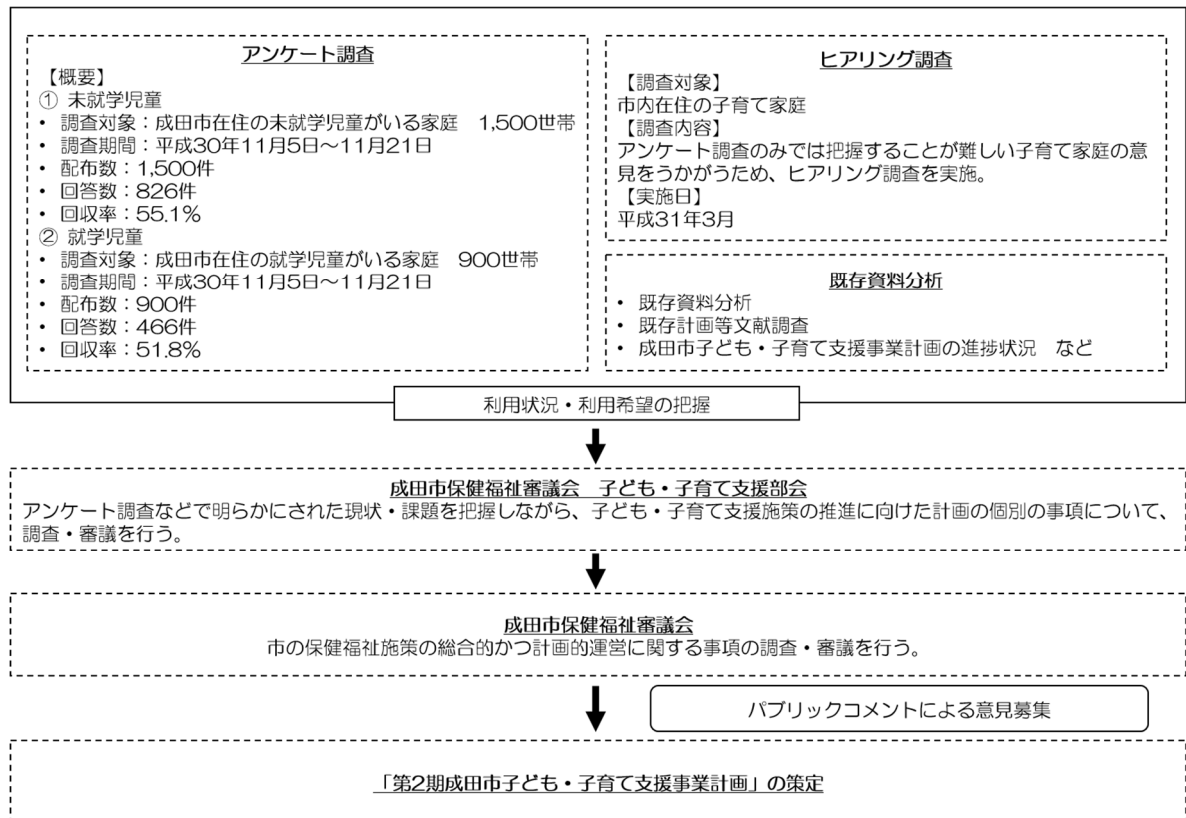 アンケート調査
【概要】
① 未就学児童
• 調査対象：成田市在住の未就学児童がいる家庭　1,500世帯
• 調査期間：平成30年11月5日～11月21日
• 配布数：1,500件
• 回答数：826件
• 回収率：55.1%
② 就学児童
• 調査対象：成田市在住の就学児童がいる家庭　900世帯
• 調査期間：平成30年11月5日～11月21日
• 配布数：900件
• 回答数：466件
• 回収率：51.8%
ヒアリング調査
【調査対象】
市内在住の子育て家庭
【調査内容】
アンケート調査のみでは把握することが難しい子育て家庭の意
見をうかがうため、ヒアリング調査を実施。
【実施日】
平成31年3月
既存資料分析
• 既存資料分析
• 既存計画等文献調査
• 成田市子ども・子育て支援事業計画の進捗状況　など
利用状況・利用希望の把握
成田市保健福祉審議会　子ども・子育て支援部会
アンケート調査などで明らかにされた現状・課題を把握しながら、子ども・子育て支援施策の推進に向けた計画の個別の事項について、
調査・審議を行う。
成田市保健福祉審議会
市の保健福祉施策の総合的かつ計画的運営に関する事項の調査・審議を行う。
パブリックコメントによる意見募集
「第2期成田市子ども・子育て支援事業計画」の策定